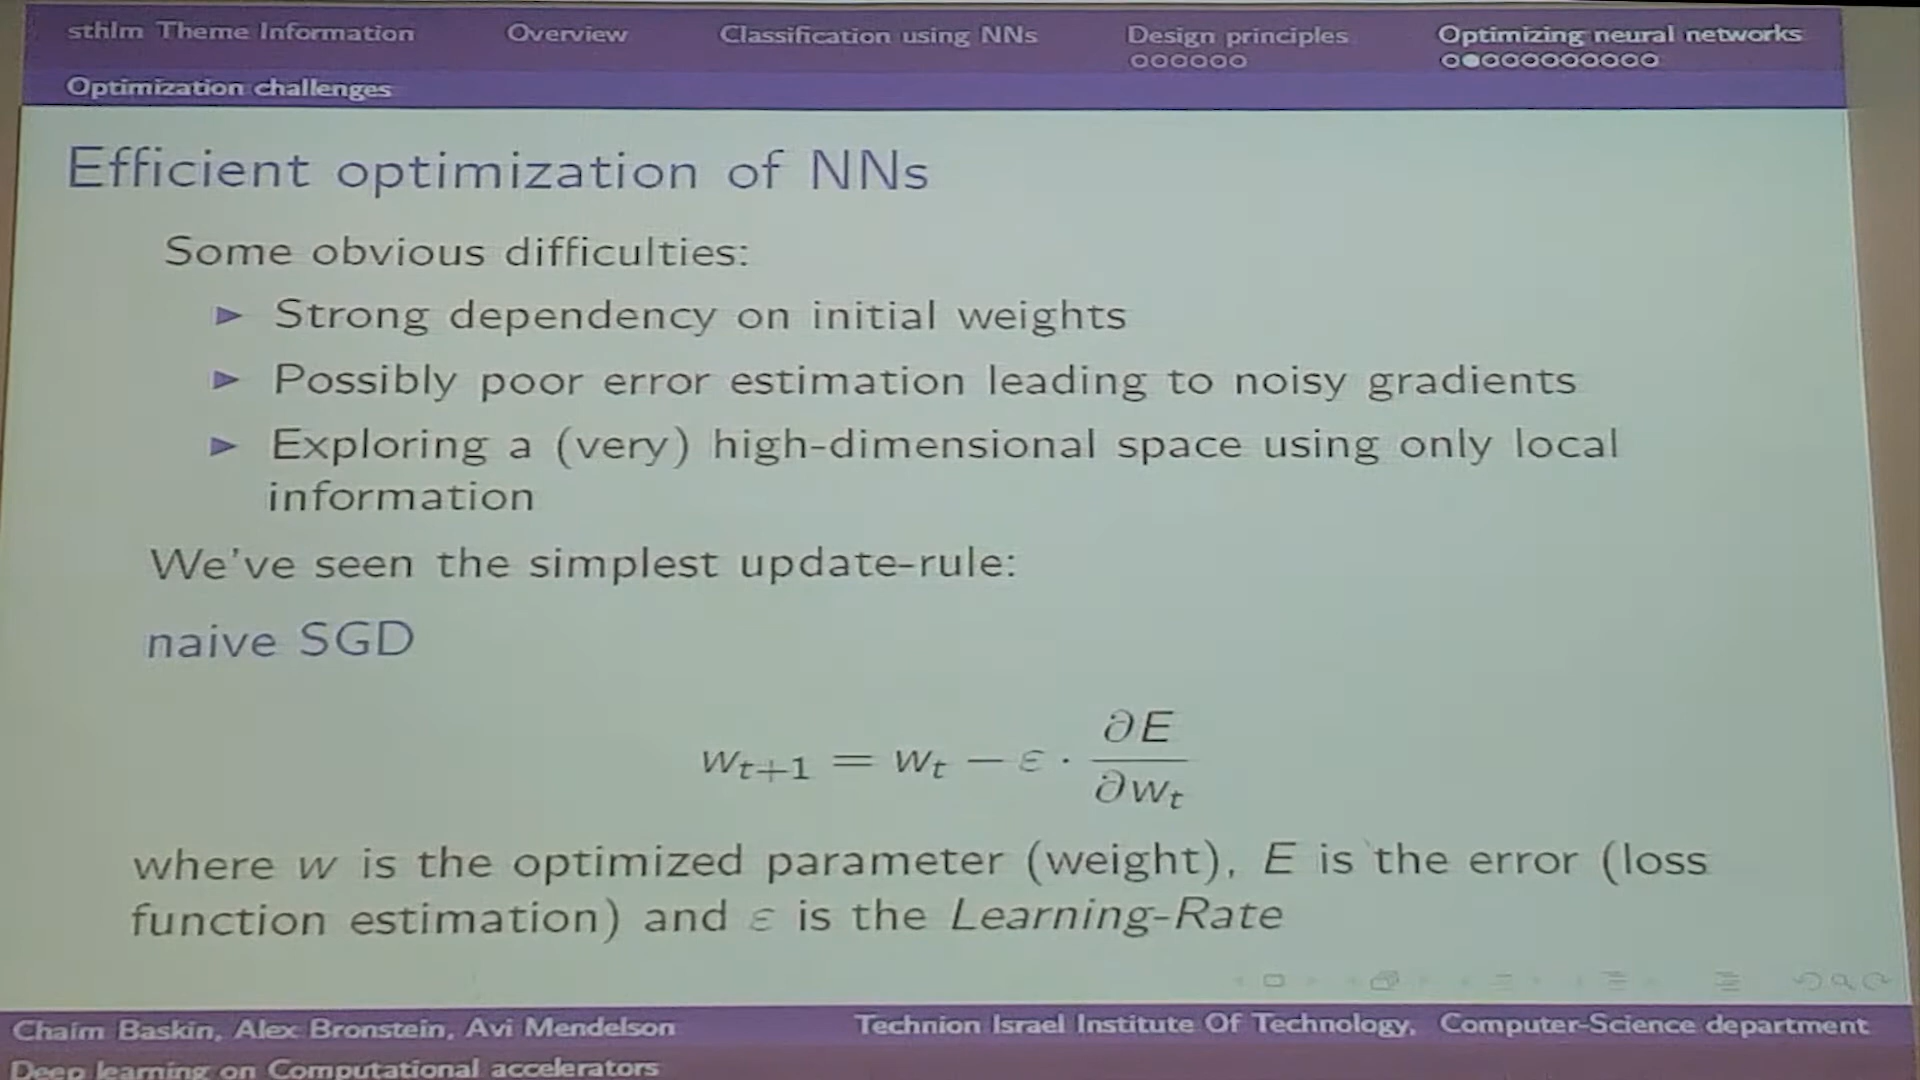 sthlm Theme Information Overview Classification using NNs Design principles Optimizing neural networks
Optimization challenges
Efficient optimization of NNs
Some obvious difficulties:
Strong dependency on initial weights
Possibly poor error estimation leading to noisy gradients
Exploring a (very) high-dimensional space using only local
information
We've seen the simplest update-rule:
naive SGD
w_{t+1} = w_t − ε · ∂E/∂w_t
where w is the optimized parameter (weight), E is the error (loss
function estimation) and ε is the Learning-Rate
Chaim Baskin, Alex Bronstein, Avi Mendelson Technion Israel Institute Of Technology, Computer-Science department
Deep learning on Computational accelerators